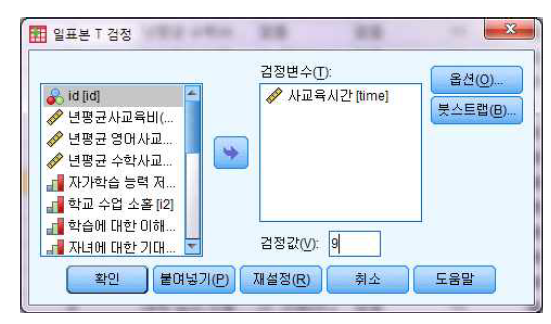 일표본 T 검정
검정변수(T):
id [id]
년평균사교육비(...
년평균 영어사교...
년평균 수학사교...
자가학습 능력 저...
학교 수업 소홀 [i2]
학습에 대한 이해...
자녀에 대한 기대...
사교육시간 [time]
옵션(O)...
붓스트랩(B)...
검정값(V): 9
확인 붙여넣기(P) 재설정(R) 취소 도움말